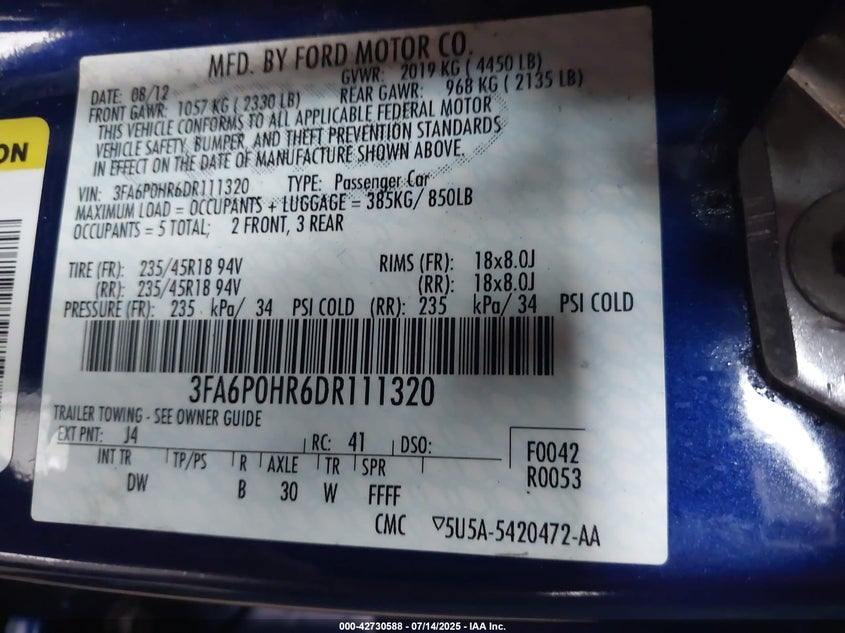 MFD. BY FORD MOTOR CO.
DATE: 08/12 GVWR: 2019 KG ( 4450 LB)
FRONT GAWR: 1057 KG ( 2330 LB) REAR GAWR: 968 KG ( 2135 LB)
THIS VEHICLE CONFORMS TO ALL APPLICABLE FEDERAL MOTOR
VEHICLE SAFETY, BUMPER, AND THEFT PREVENTION STANDARDS
IN EFFECT ON THE DATE OF MANUFACTURE SHOWN ABOVE.
VIN: 3FA6P0HR6DR111320 TYPE: Passenger Car
MAXIMUM LOAD = OCCUPANTS + LUGGAGE = 385KG/ 850LB
OCCUPANTS = 5 TOTAL; 2 FRONT, 3 REAR
TIRE (FR): 235/45R18 94V RIMS (FR): 18x8.0J
(RR): 235/45R18 94V (RR): 18x8.0J
PRESSURE (FR): 235 kPa/ 34 PSI COLD (RR): 235 kPa/ 34 PSI COLD
3FA6P0HR6DR111320
TRAILER TOWING - SEE OWNER GUIDE
EXT PNT: J4 RC: 41 DSO:
F0042
R0053
INT TR TP/PS R AXLE TR SPR
DW B 30 W FFFF
CMC ▽5U5A-5420472-AA
ON
000-42730588 - 07/14/2025 - IAA Inc.